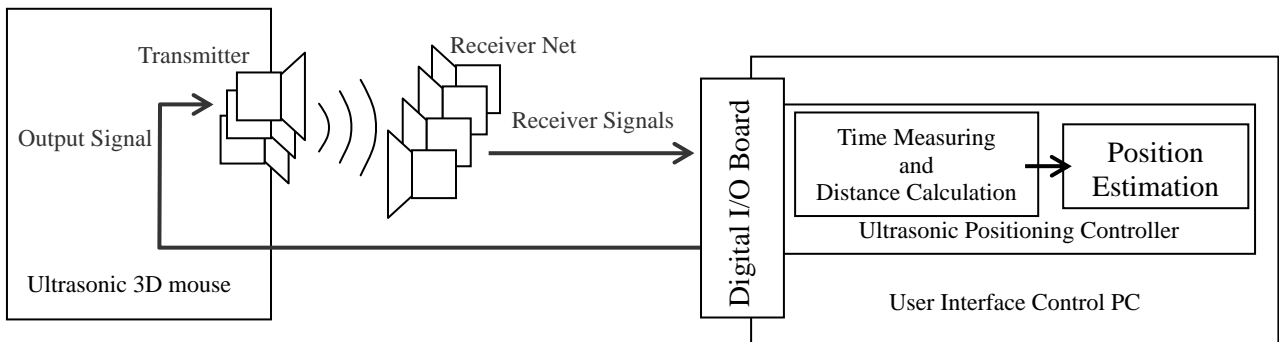 Transmitter
Receiver Net
Output Signal
Receiver Signals
Ultrasonic 3D mouse
Digital I/O Board
Time Measuring
and
Distance Calculation
Position
Estimation
Ultrasonic Positioning Controller
User Interface Control PC